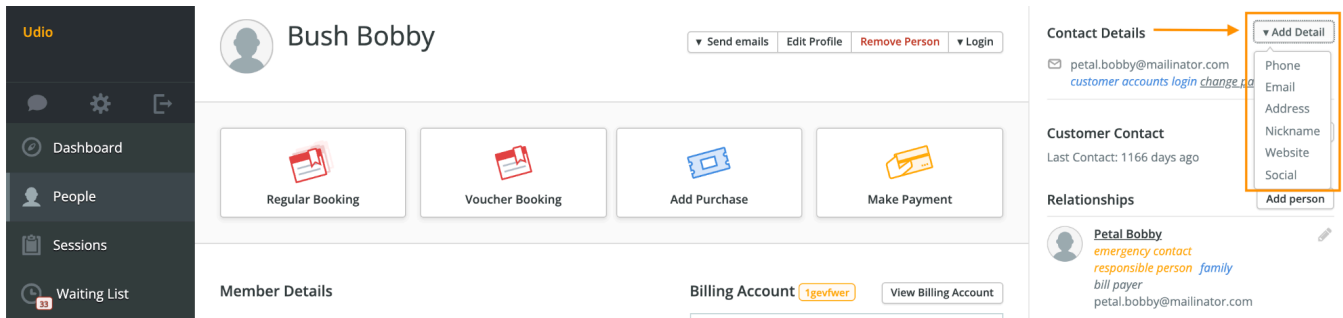 Udio
Dashboard
People
Sessions
33
Waiting List
Bush Bobby
▾ Send emails
Edit Profile
Remove Person
▾ Login
Regular Booking
Voucher Booking
Add Purchase
Make Payment
Member Details
Billing Account
1gevfwer
View Billing Account
Contact Details
▾ Add Detail
Phone
Email
Address
Nickname
Website
Social
petal.bobby@mailinator.com
customer accounts login change pa
Customer Contact
Last Contact: 1166 days ago
Relationships
Add person
Petal Bobby
emergency contact
responsible person family
bill payer
petal.bobby@mailinator.com